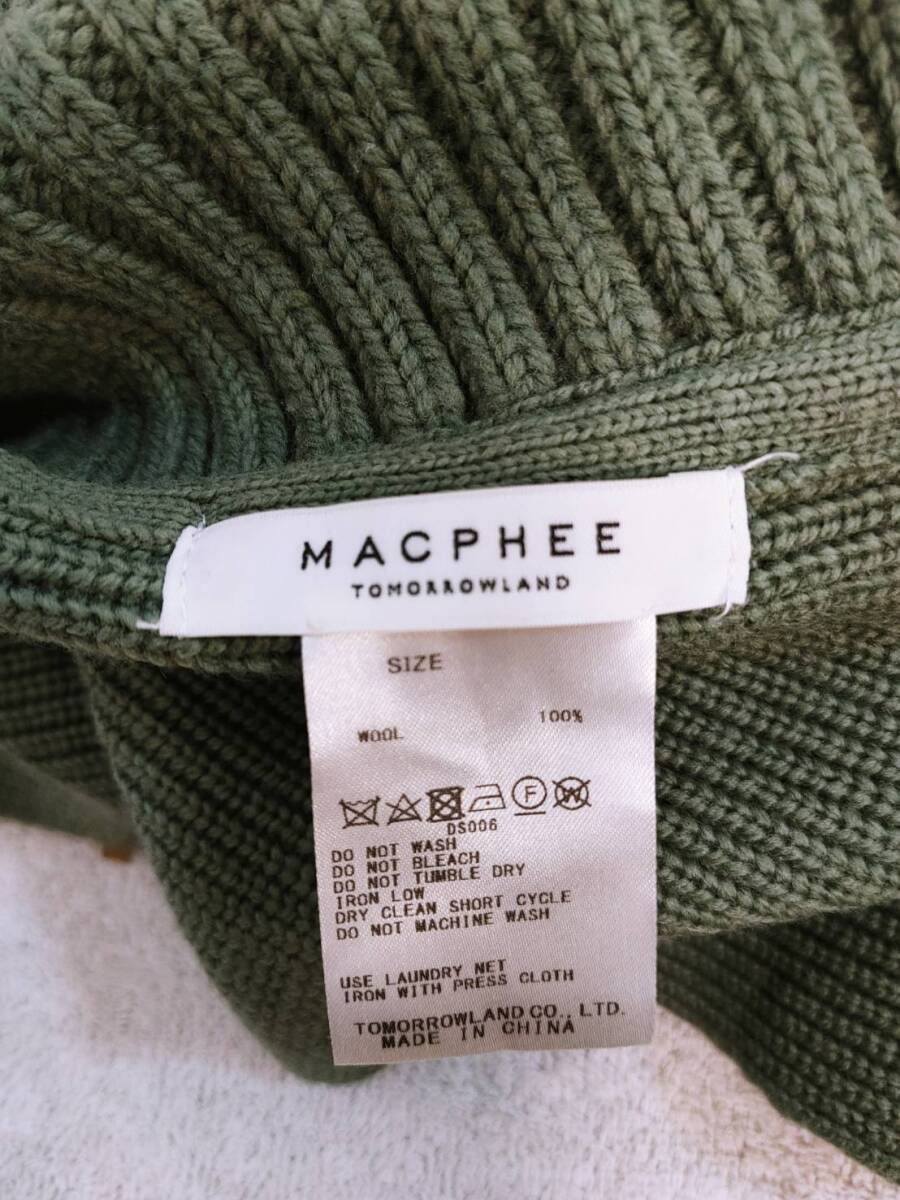 MACPHEE
TOMORROWLAND
SIZE
WOOL 100%
F W
DS006
DO NOT WASH
DO NOT BLEACH
DO NOT TUMBLE DRY
IRON LOW
DRY CLEAN SHORT CYCLE
DO NOT MACHINE WASH
USE LAUNDRY NET
IRON WITH PRESS CLOTH
TOMORROWLAND CO., LTD.
MADE IN CHINA